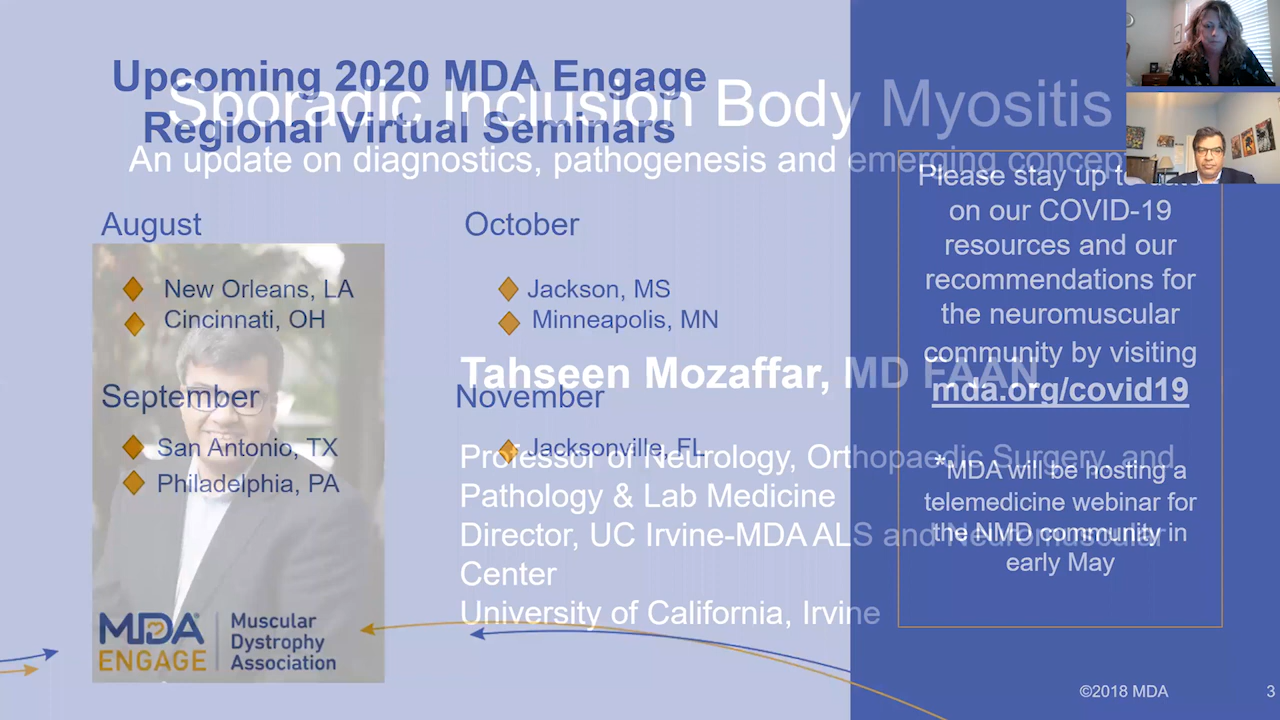 Upcoming 2020 MDA Engage
Regional Virtual Seminars
August
New Orleans, LA
Cincinnati, OH
September
San Antonio, TX
Philadelphia, PA
October
Jackson, MS
Minneapolis, MN
November
Jacksonville, FL
Please stay up to
on our COVID-19
resources and our
recommendations for
the neuromuscular
community by visiting
mda.org/covid19
*MDA will be hosting a
telemedicine webinar for
the NMD community in
early May
MDA
ENGAGE
Muscular
Dystrophy
Association
©2018 MDA
3
Sporadic Inclusion Body Myositis
An update on diagnostics, pathogenesis and emerging
Tahseen Mozaffar, MD FAAN
Professor of Neurology, Orthopaedic Surgery, and
Pathology & Lab Medicine
Director, UC Irvine-MDA ALS and Neuromuscular
Center
University of California, Irvine